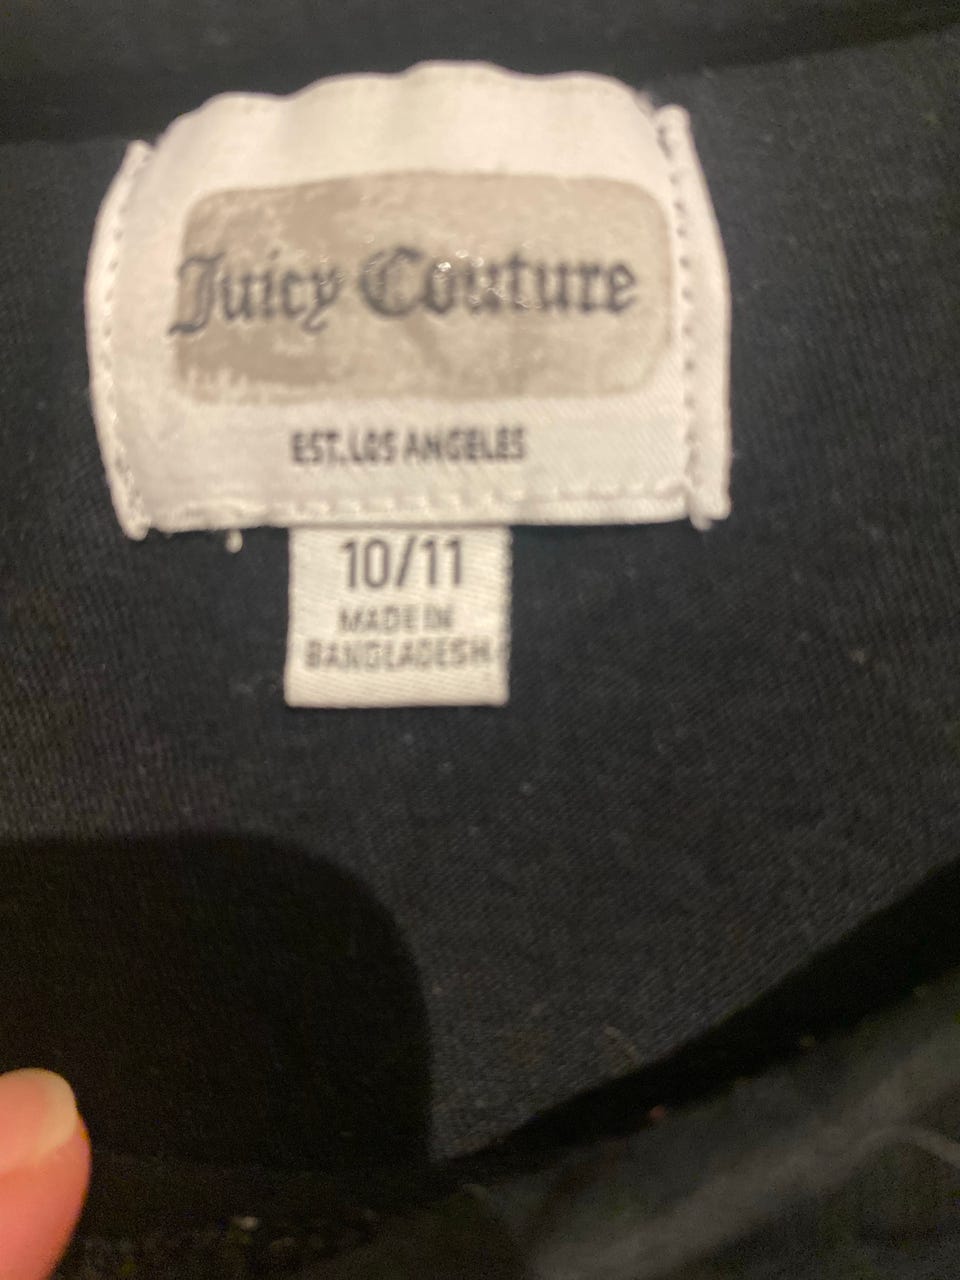 Juicy Couture
EST. LOS ANGELES
10/11
MADE IN
BANGLADESH